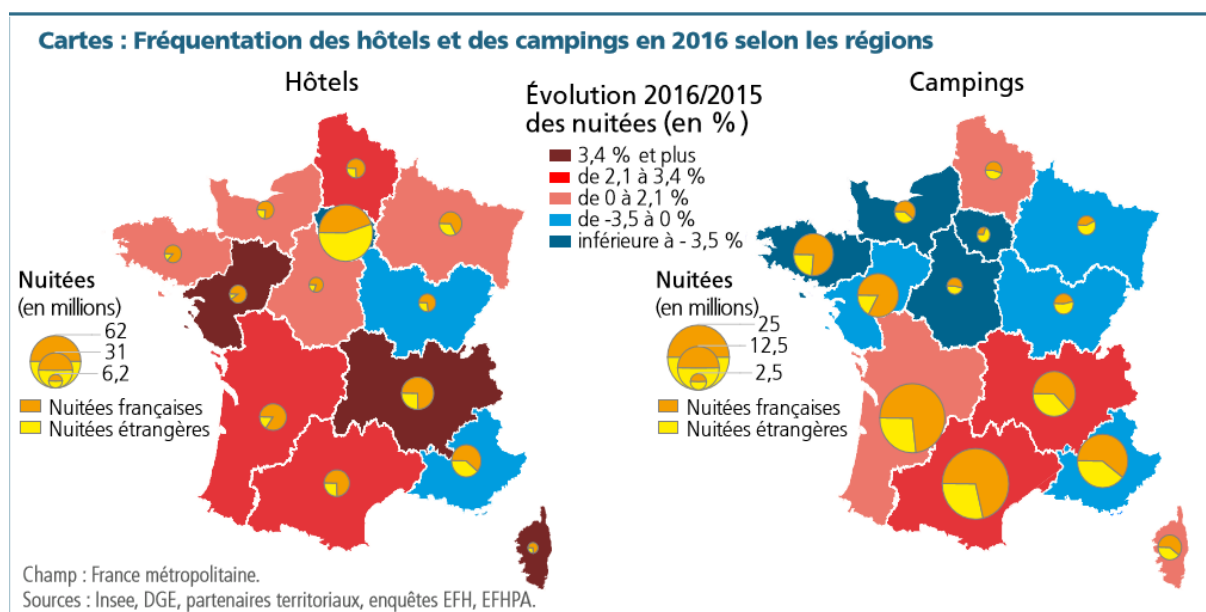 Cartes : Fréquentation des hôtels et des campings en 2016 selon les régions
Hôtels
Évolution 2016/2015
des nuitées (en %)
3,4 % et plus
de 2,1 à 3,4 %
de 0 à 2,1 %
de -3,5 à 0 %
inférieure à - 3,5 %
Campings
Nuitées
(en millions)
62
31
6,2
Nuitées françaises
Nuitées étrangères
Nuitées
(en millions)
25
12,5
2,5
Nuitées françaises
Nuitées étrangères
Champ : France métropolitaine.
Sources : Insee, DGE, partenaires territoriaux, enquêtes EFH, EFHPA.